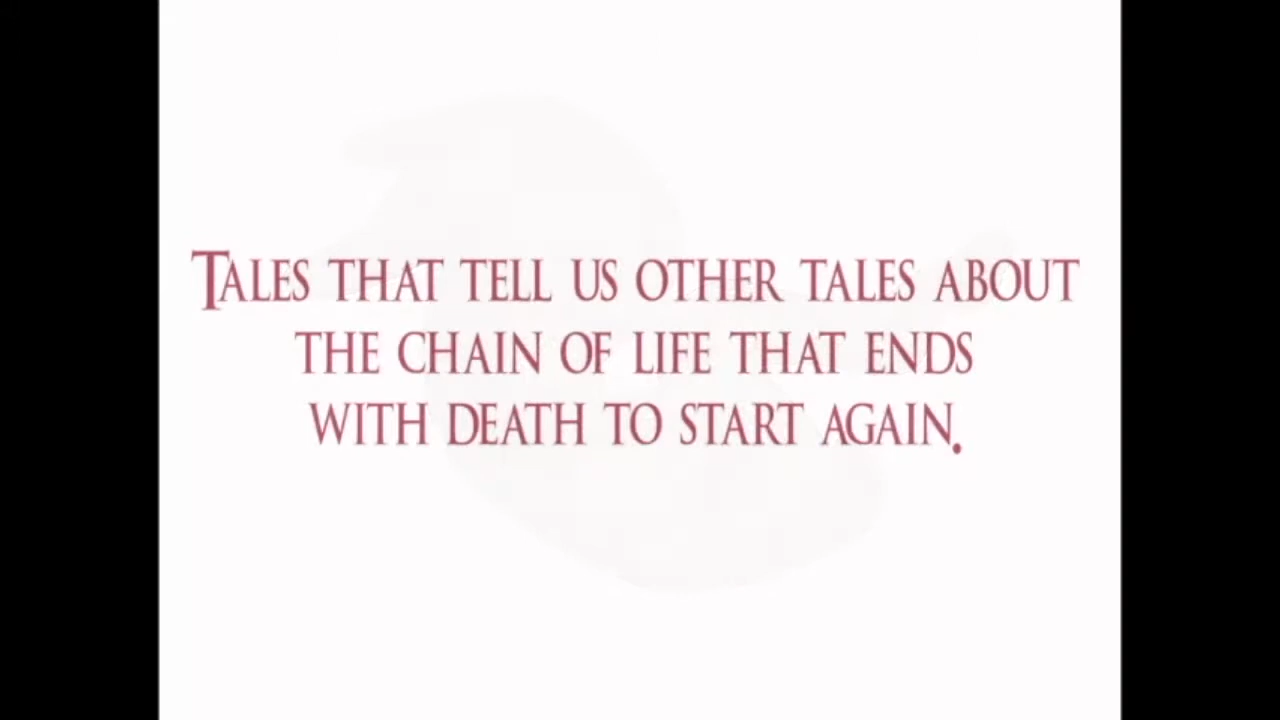 TALES THAT TELL US OTHER TALES ABOUT
THE CHAIN OF LIFE THAT ENDS
WITH DEATH TO START AGAIN.